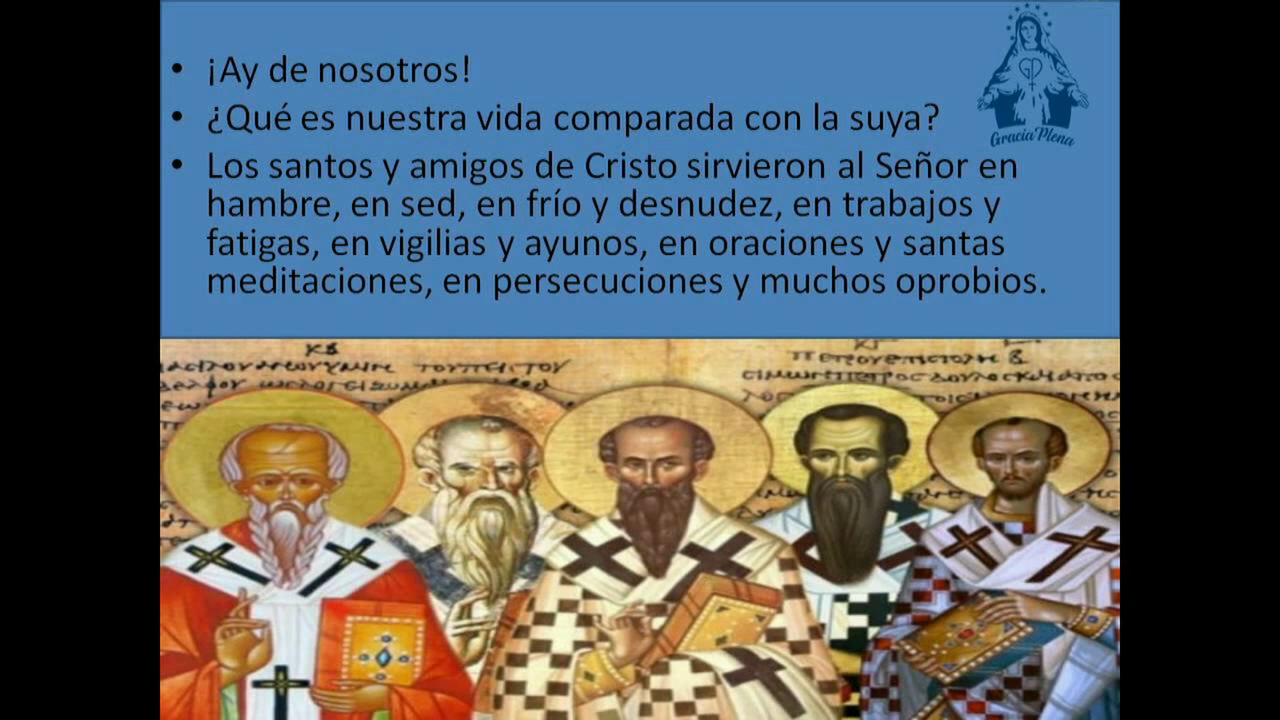 • ¡Ay de nosotros!
• ¿Qué es nuestra vida comparada con la suya?
• Los santos y amigos de Cristo sirvieron al Señor en
hambre, en sed, en frío y desnudez, en trabajos y
fatigas, en vigilias y ayunos, en oraciones y santas
meditaciones, en persecuciones y muchos oprobios.
GP
Gracia Plena